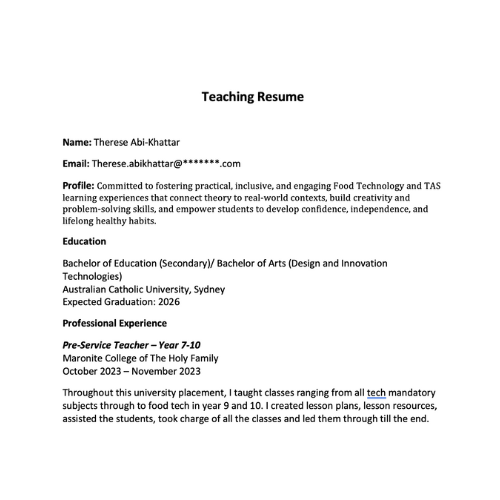 Teaching Resume
Name: Therese Abi-Khattar
Email: Therese.abikhattar@*******.com
Profile: Committed to fostering practical, inclusive, and engaging Food Technology and TAS
learning experiences that connect theory to real-world contexts, build creativity and
problem-solving skills, and empower students to develop confidence, independence, and
lifelong healthy habits.
Education
Bachelor of Education (Secondary)/ Bachelor of Arts (Design and Innovation
Technologies)
Australian Catholic University, Sydney
Expected Graduation: 2026
Professional Experience
Pre-Service Teacher – Year 7-10
Maronite College of The Holy Family
October 2023 – November 2023
Throughout this university placement, I taught classes ranging from all tech mandatory
subjects through to food tech in year 9 and 10. I created lesson plans, lesson resources,
assisted the students, took charge of all the classes and led them through till the end.